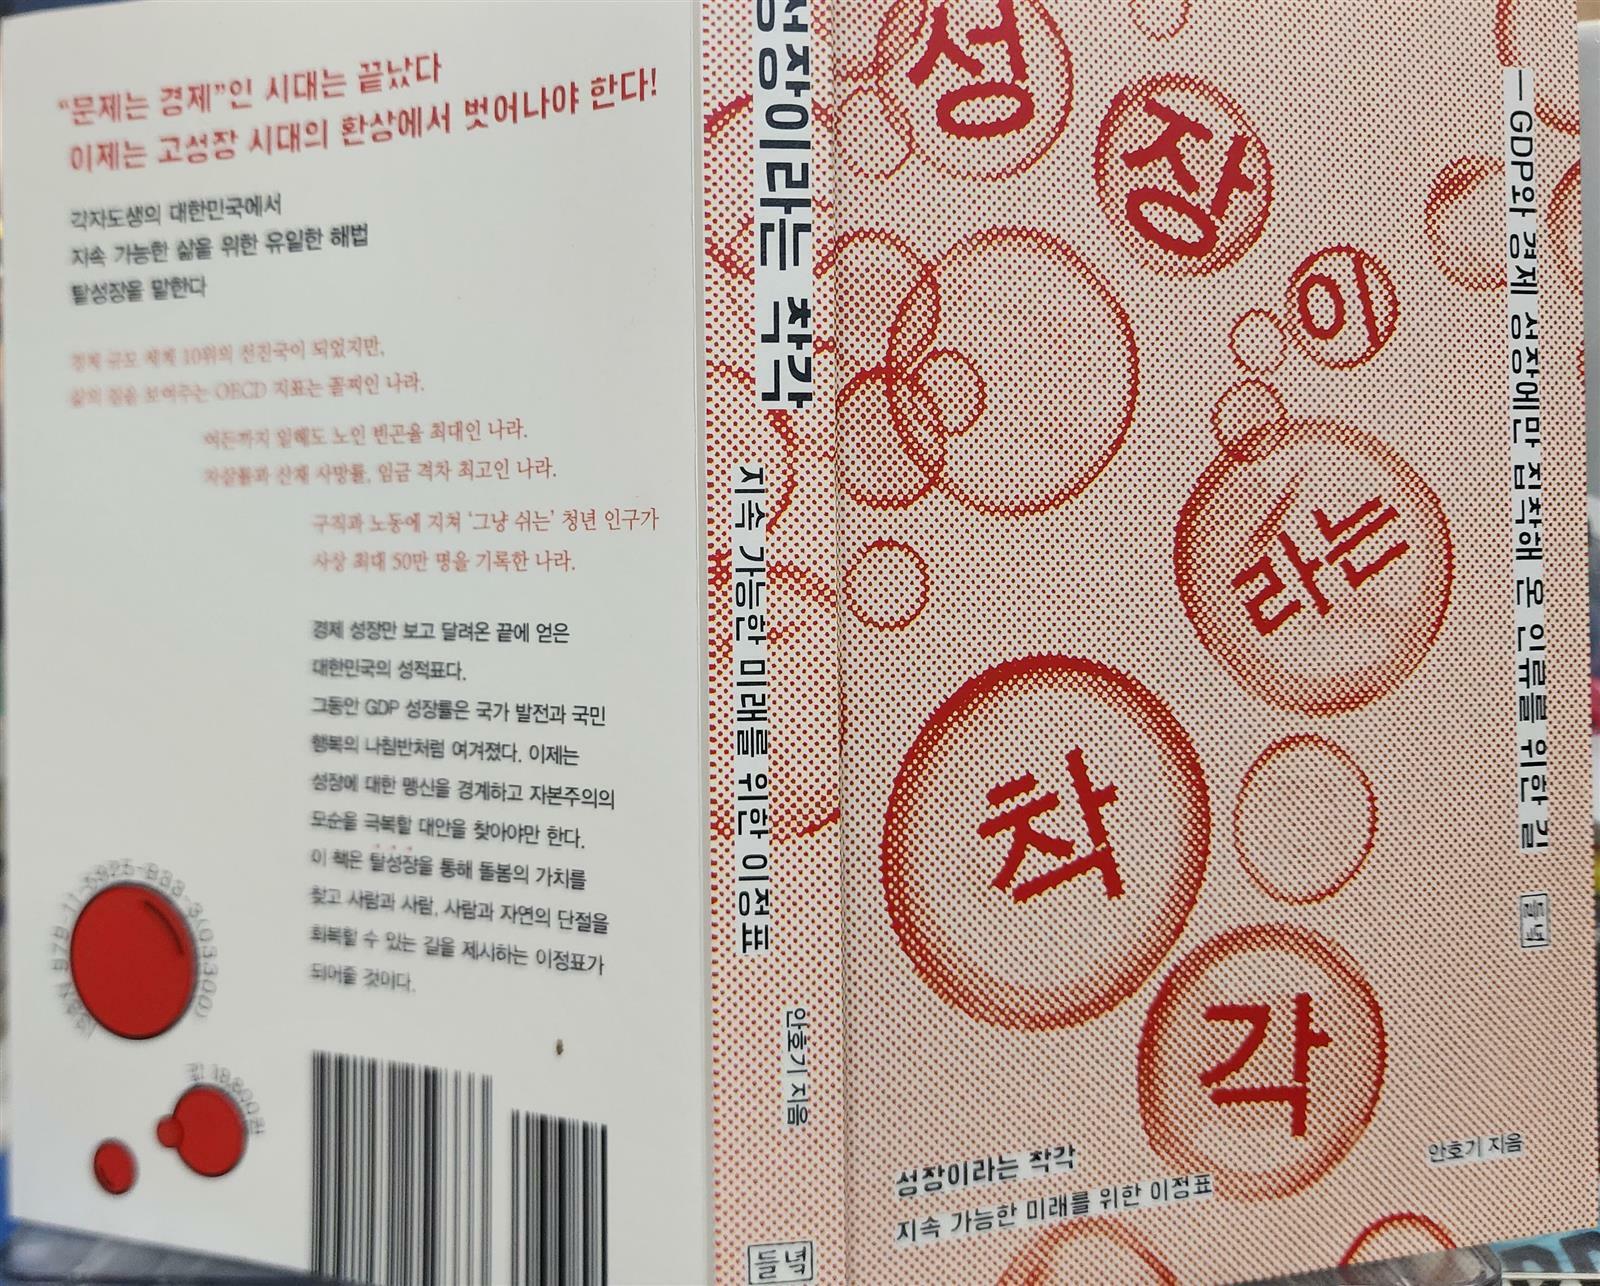 “문제는 경제”인 시대는 끝났다
이제는 고성장 시대의 환상에서 벗어나야 한다!
각자도생의 대한민국에서
지속 가능한 삶을 위한 유일한 해법
탈성장을 말한다
경제 규모 세계 10위의 선진국이 되었지만,
삶의 질을 보여주는 OECD 지표는 꼴찌인 나라.
여든까지 일해도 노인 빈곤율 최대인 나라.
자살률과 산재 사망률, 임금 격차 최고인 나라.
구직과 노동에 지쳐 ‘그냥 쉬는’ 청년 인구가
사상 최대 50만 명을 기록한 나라.
경제 성장만 보고 달려온 끝에 얻은
대한민국의 성적표다.
그동안 GDP 성장률은 국가 발전과 국민
행복의 나침반처럼 여겨졌다. 이제는
성장에 대한 맹신을 경계하고 자본주의의
모순을 극복할 대안을 찾아야만 한다.
이 책은 탈성장을 통해 돌봄의 가치를
찾고 사람과 사람, 사람과 자연의 단절을
회복할 수 있는 길을 제시하는 이정표가
되어줄 것이다.
값 18,800원
성장이라는 착각
지속 가능한 미래를 위한 이정표
안호기 지음
들녘
성
장
이
라는
착
각
— GDP와 경제 성장에만 집착해 온 인류를 위한 길
들녘
안호기 지음
성장이라는 착각
지속 가능한 미래를 위한 이정표